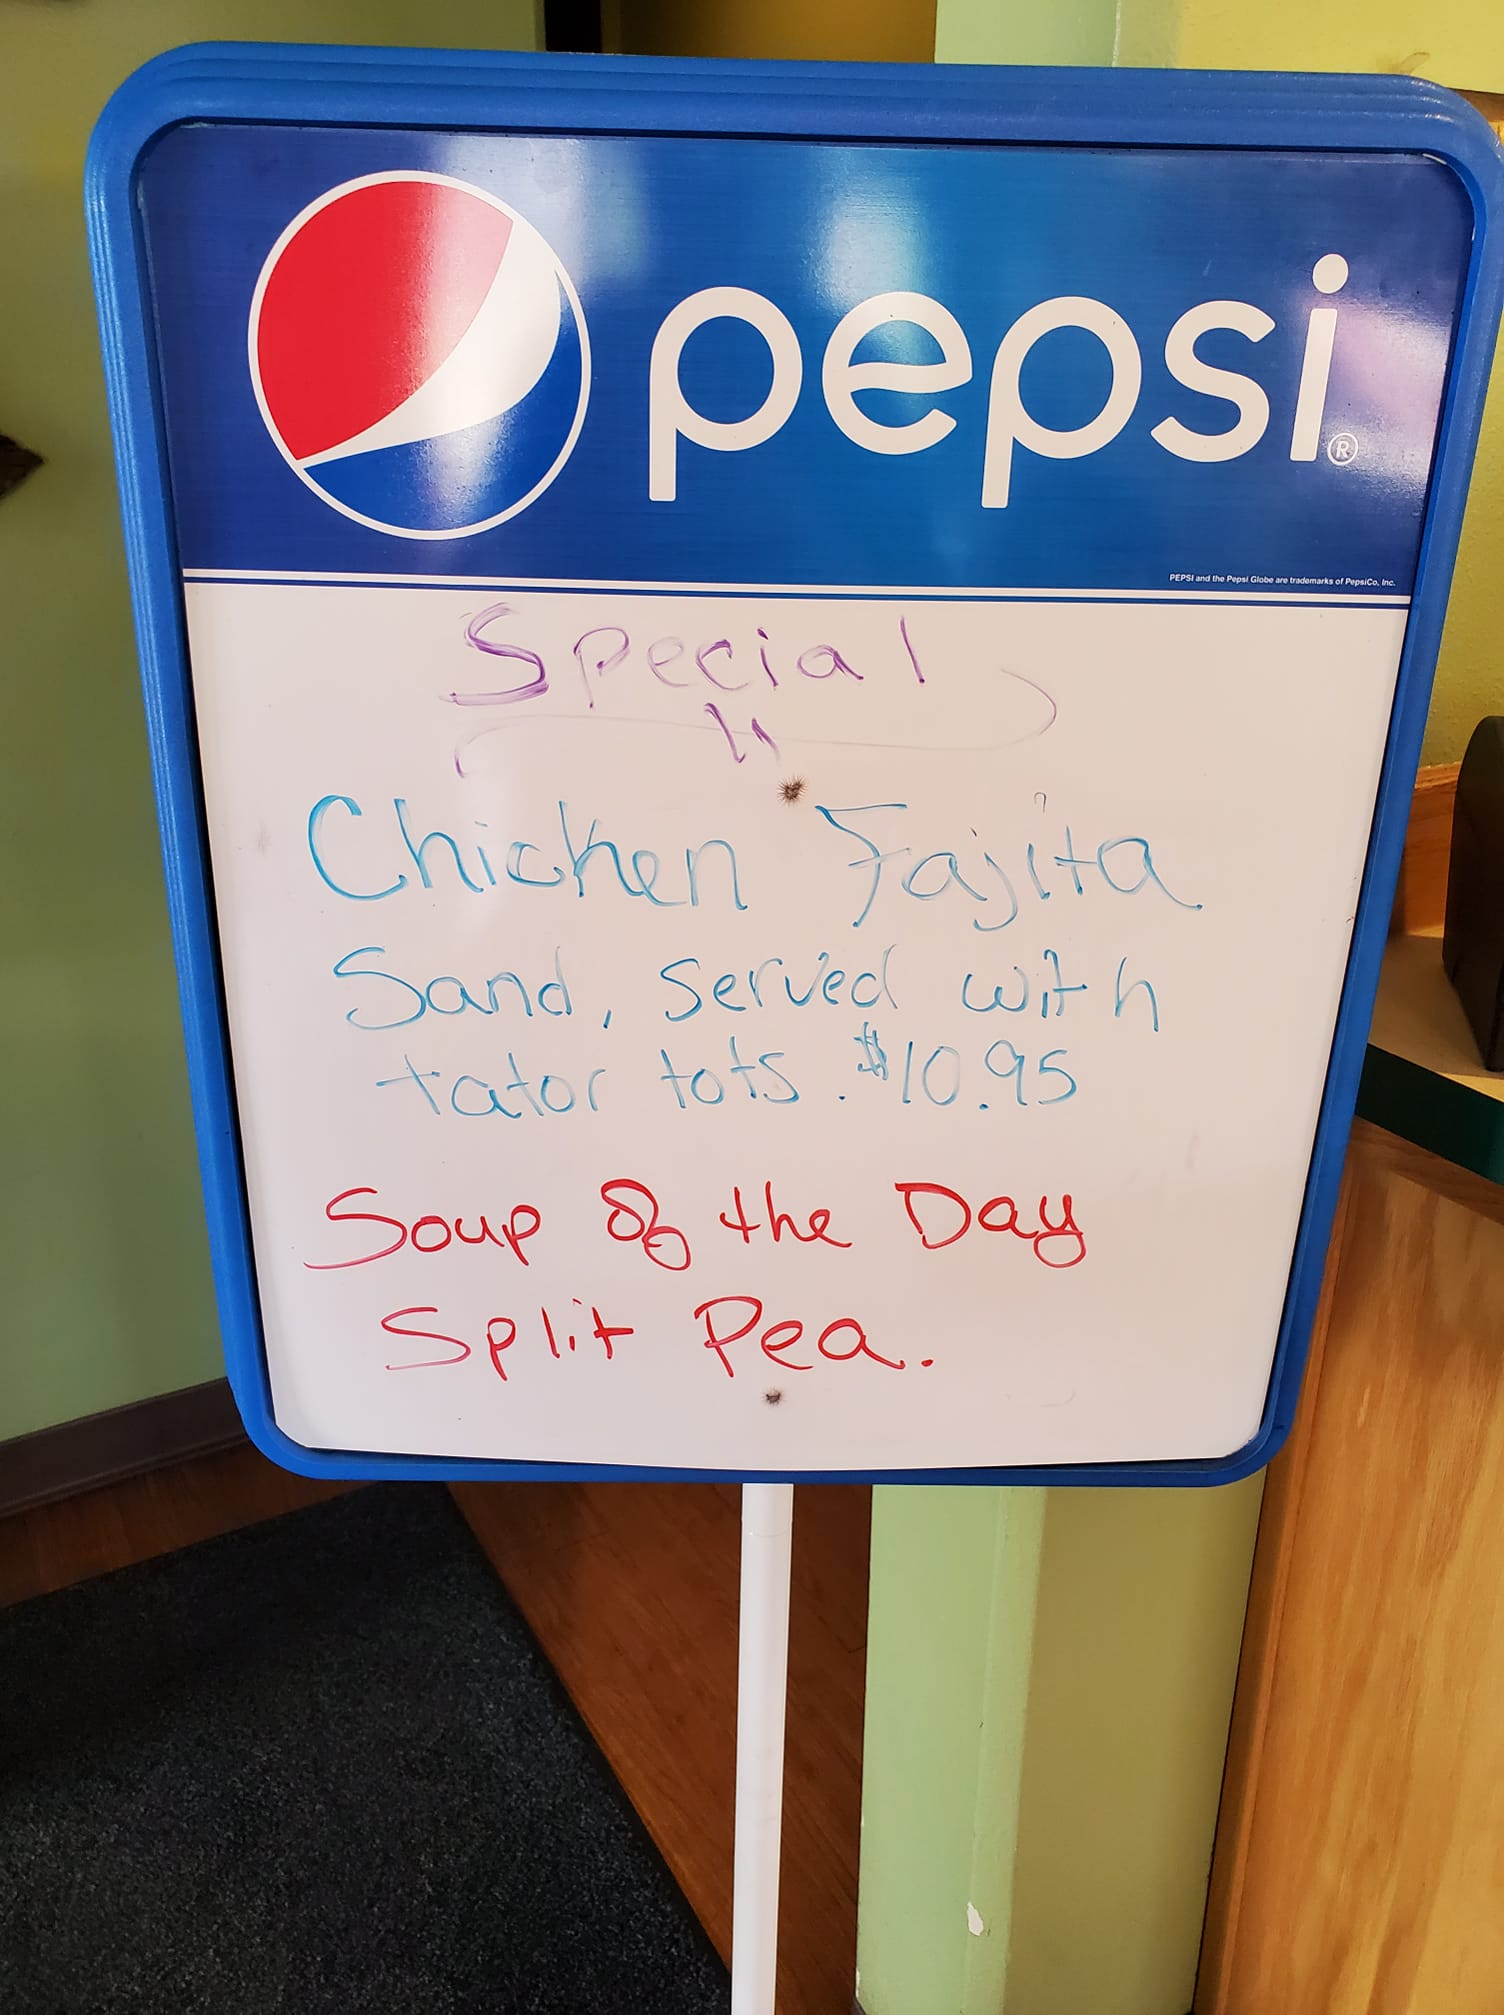 pepsi®
PEPSI and the Pepsi Globe are trademarks of PepsiCo, Inc.
Special
Chicken Fajita
Sand, served with
tator tots. $10.95
Soup of the Day
Split Pea.